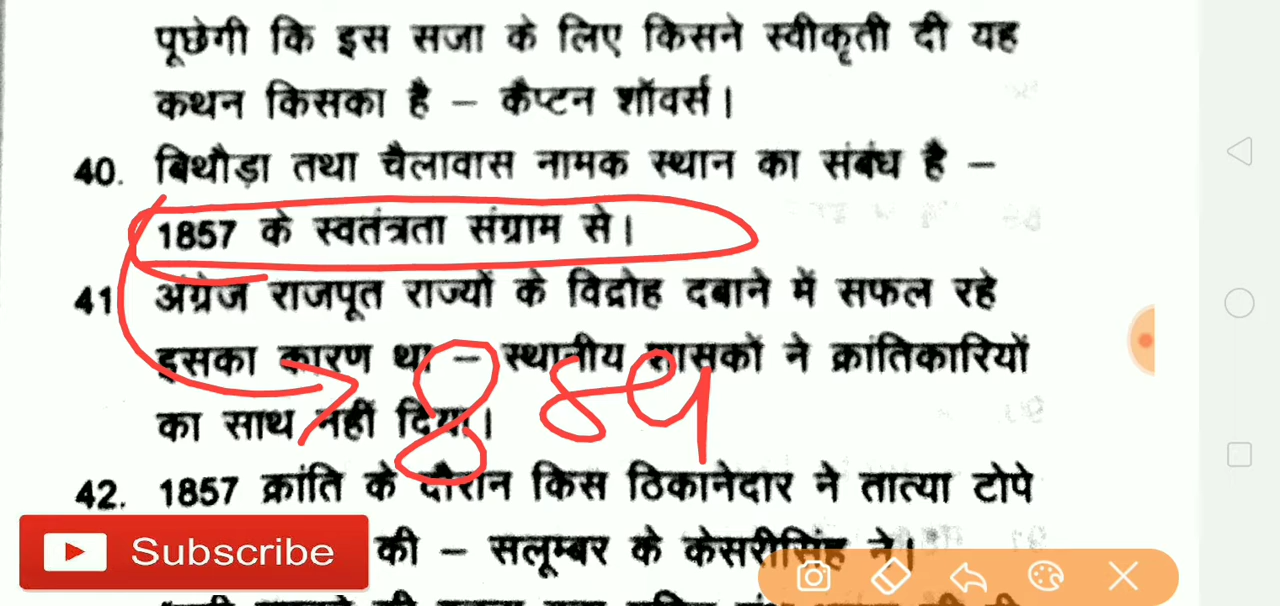 पूछेगी कि इस सजा के लिए किसने स्वीकृती दी यह
कथन किसका है – कैप्टन शॉवर्स।
40. बिथौड़ा तथा चैलावास नामक स्थान का संबंध है –
1857 के स्वतंत्रता संग्राम से।
41 अंग्रेज राजपूत राज्यों के विद्रोह दबाने में सफल रहे
इसका कारण था – स्थानीय शासकों ने क्रांतिकारियों
का साथ नहीं दिया।
42. 1857 क्रांति के दौरान किस ठिकानेदार ने तात्या टोपे
Subscribe की – सलूम्बर के केसरीसिंह ने।